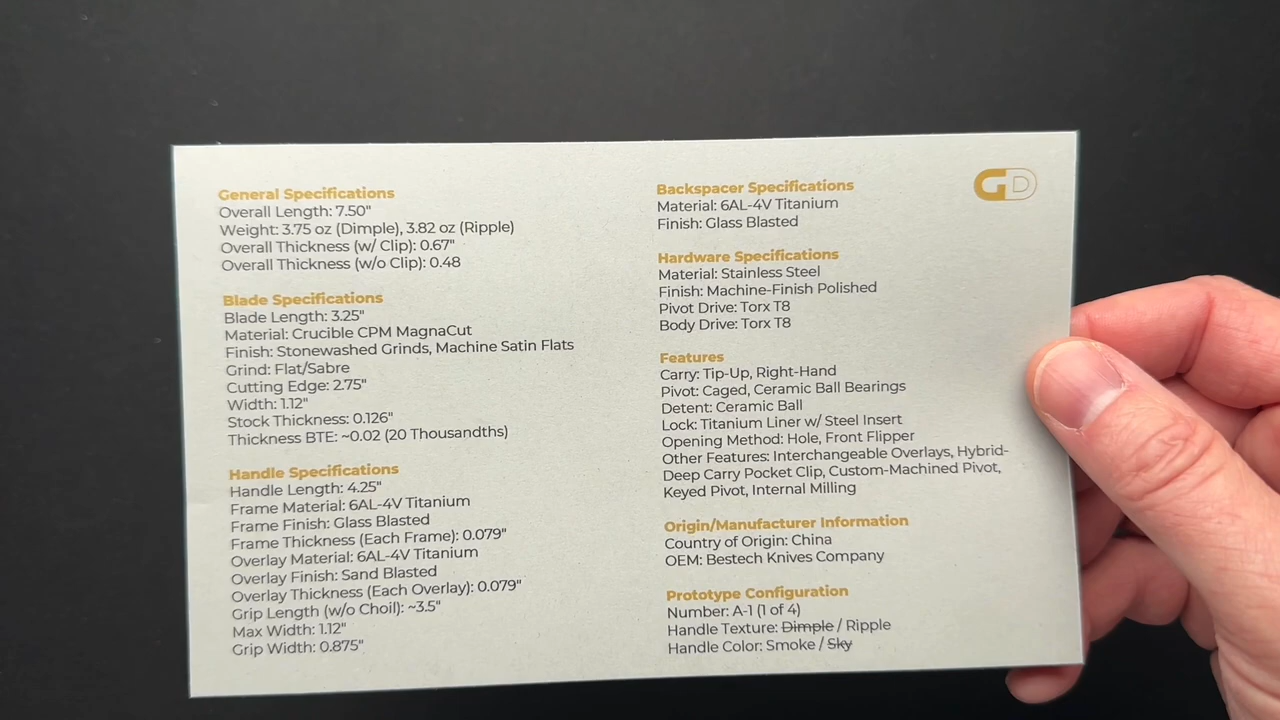 General Specifications
Overall Length: 7.50"
Weight: 3.75 oz (Dimple), 3.82 oz (Ripple)
Overall Thickness (w/ Clip): 0.67"
Overall Thickness (w/o Clip): 0.48
Blade Specifications
Blade Length: 3.25"
Material: Crucible CPM MagnaCut
Finish: Stonewashed Grinds, Machine Satin Flats
Grind: Flat/Sabre
Cutting Edge: 2.75"
Width: 1.12"
Stock Thickness: 0.126"
Thickness BTE: ~0.02 (20 Thousandths)
Handle Specifications
Handle Length: 4.25"
Frame Material: 6AL-4V Titanium
Frame Finish: Glass Blasted
Frame Thickness (Each Frame): 0.079"
Overlay Material: 6AL-4V Titanium
Overlay Finish: Sand Blasted
Overlay Thickness (Each Overlay): 0.079"
Grip Length (w/o Choil): ~3.5"
Max Width: 1.12"
Grip Width: 0.875"
GD
Backspacer Specifications
Material: 6AL-4V Titanium
Finish: Glass Blasted
Hardware Specifications
Material: Stainless Steel
Finish: Machine-Finish Polished
Pivot Drive: Torx T8
Body Drive: Torx T8
Features
Carry: Tip-Up, Right-Hand
Pivot: Caged, Ceramic Ball Bearings
Detent: Ceramic Ball
Lock: Titanium Liner w/ Steel Insert
Opening Method: Hole, Front Flipper
Other Features: Interchangeable Overlays, Hybrid-
Deep Carry Pocket Clip, Custom-Machined Pivot,
Keyed Pivot, Internal Milling
Origin/Manufacturer Information
Country of Origin: China
OEM: Bestech Knives Company
Prototype Configuration
Number: A-1 (1 of 4)
Handle Texture: Dimple / Ripple
Handle Color: Smoke / Sky